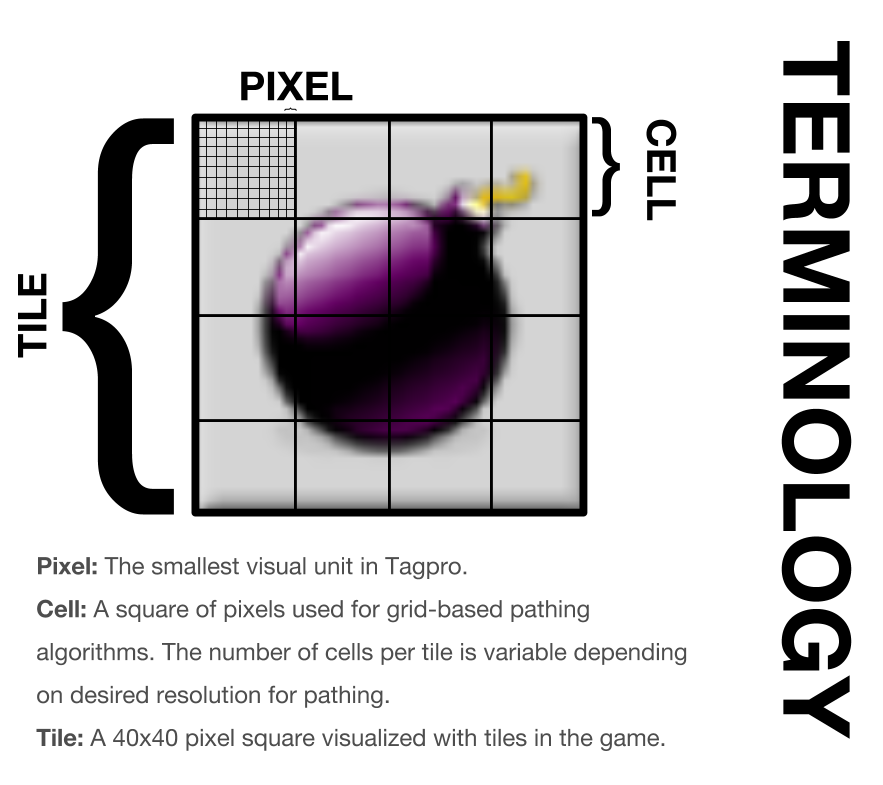 PIXEL
CELL
TILE
TERMINOLOGY
Pixel: The smallest visual unit in Tagpro.
Cell: A square of pixels used for grid-based pathing
algorithms. The number of cells per tile is variable depending
on desired resolution for pathing.
Tile: A 40x40 pixel square visualized with tiles in the game.